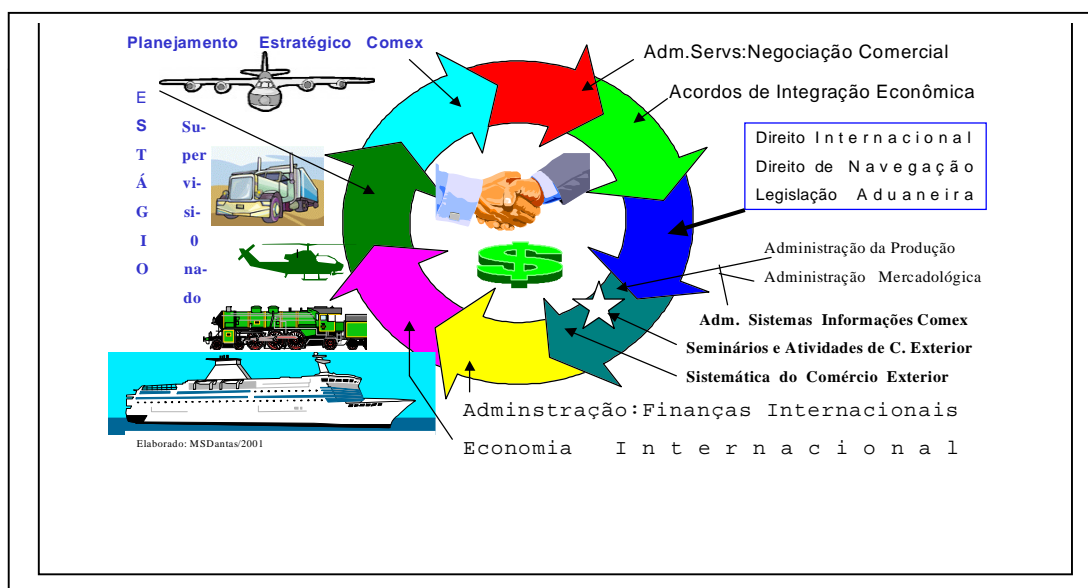 Planejamento Estratégico Comex
Adm.Servs:Negociação Comercial
Acordos de Integração Econômica
Direito Internacional
Direito de Navegação
Legislação Aduaneira
E
S
T
Á
G
I
O
Su-
per
vi-
si-
0
na-
do
Administração da Produção
Administração Mercadológica
Adm. Sistemas Informações Comex
Seminários e Atividades de C. Exterior
Sistemática do Comércio Exterior
Adminstração:Finanças Internacionais
Economia Internacional
Elaborado: MSDantas/2001